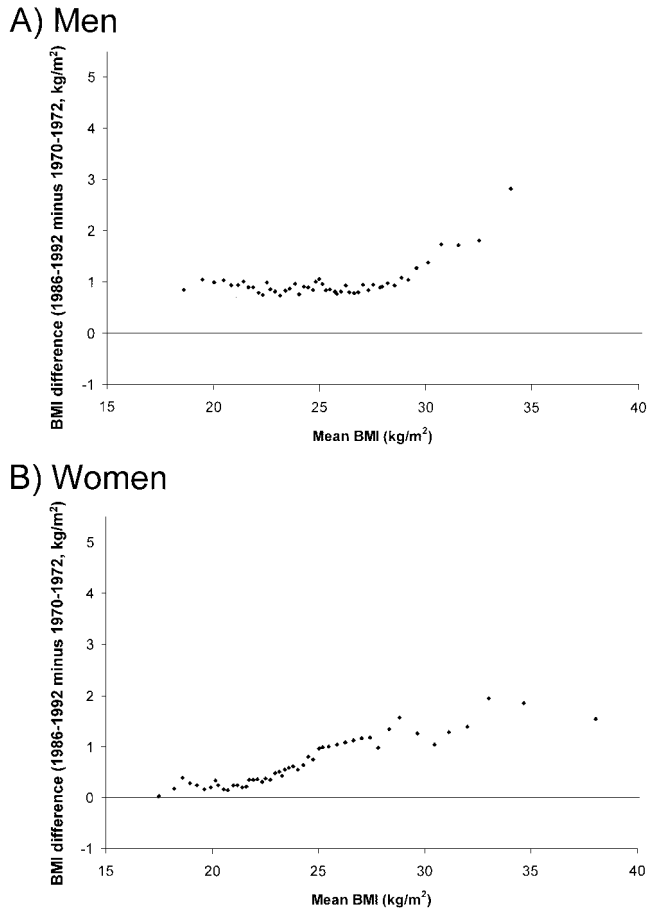 A) Men
BMI difference (1986-1992 minus 1970-1972, kg/m²)
5
4
3
2
1
0
-1
15 20 25 30 35 40
Mean BMI (kg/m²)
B) Women
BMI difference (1986-1992 minus 1970-1972, kg/m²)
5
4
3
2
1
0
-1
15 20 25 30 35 40
Mean BMI (kg/m²)